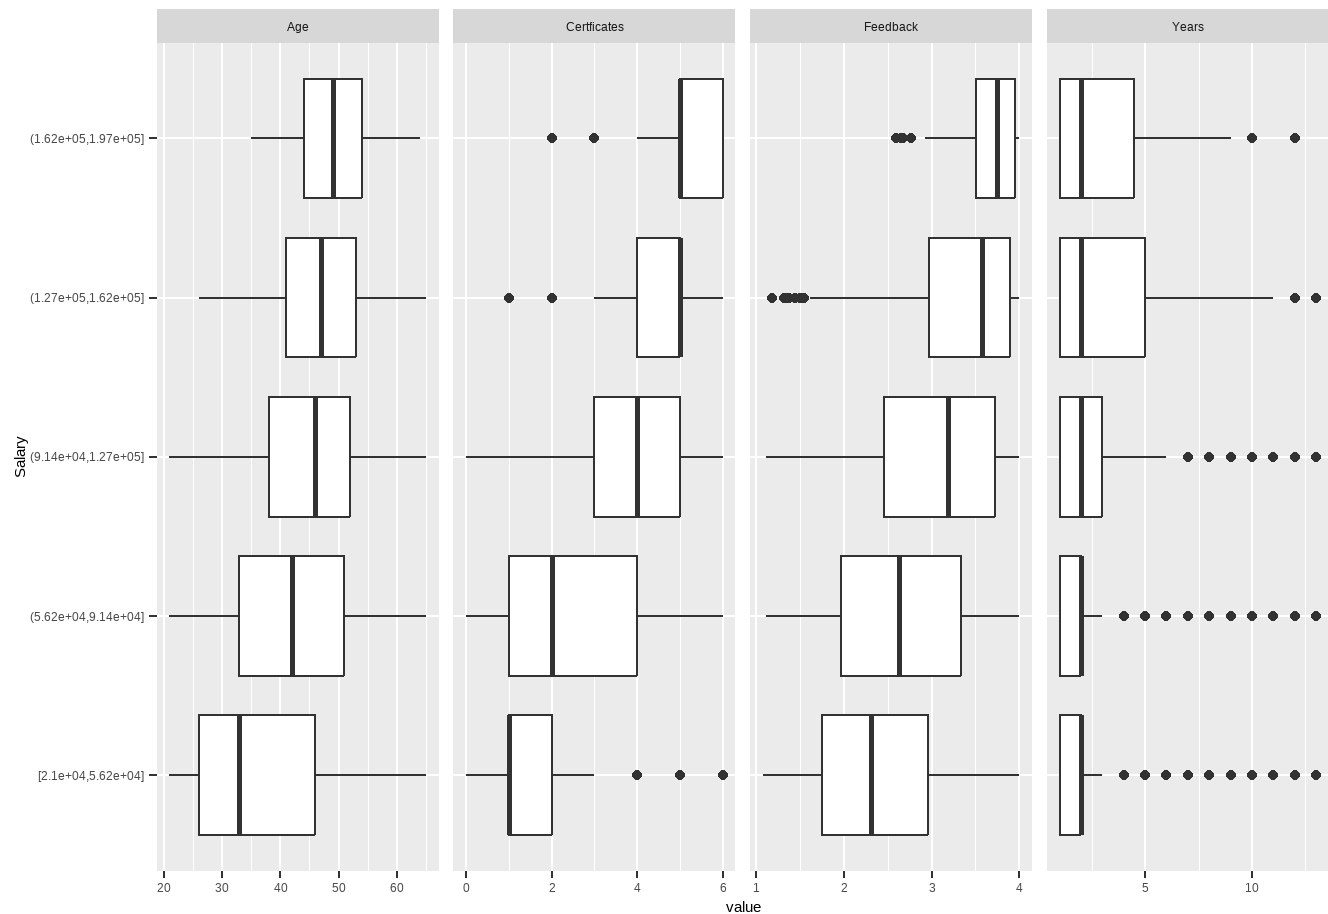 Age Certficates Feedback Years
Salary
(1.62e+05,1.97e+05]
(1.27e+05,1.62e+05]
(9.14e+04,1.27e+05]
(5.62e+04,9.14e+04]
[2.1e+04,5.62e+04]
20 30 40 50 60 0 2 4 6 1 2 3 4 5 10
value